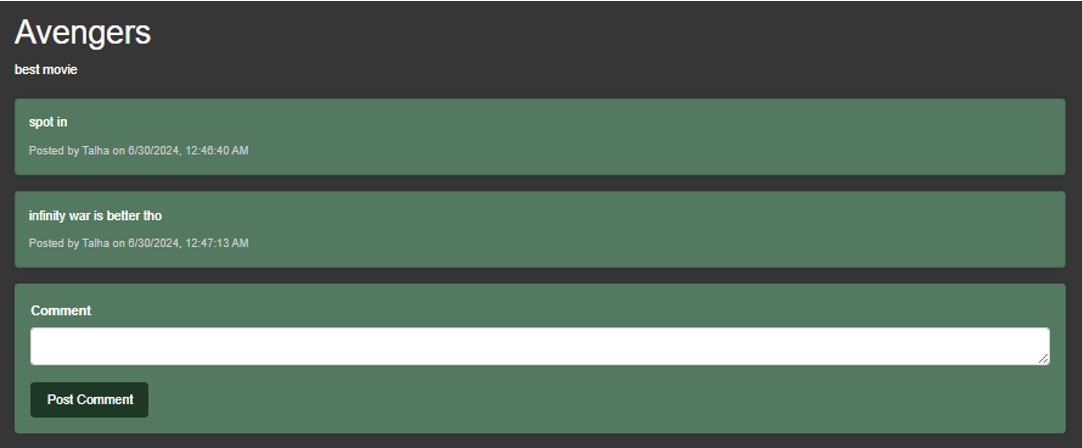 Avengers
best movie
spot in
Posted by Talha on 6/30/2024, 12:46:40 AM
infinity war is better tho
Posted by Talha on 6/30/2024, 12:47:13 AM
Comment
Post Comment